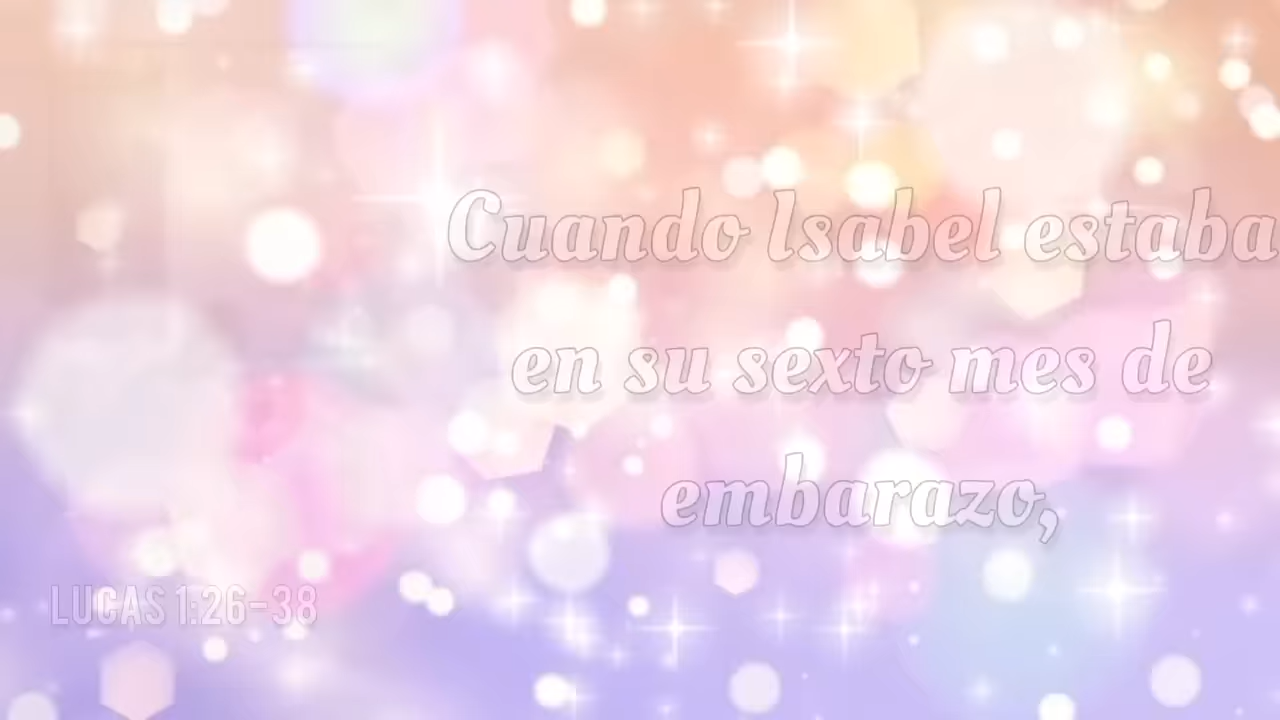 Cuando Isabel estaba
en su sexto mes de
embarazo,
LUCAS 1:26-38